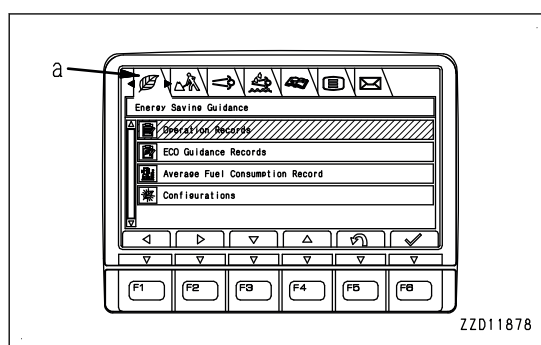 a
Energy Saving Guidance
Operation Records
ECO Guidance Records
Average Fuel Consumption Record
Configurations
F1 F2 F3 F4 F5 F6
ZZD11878